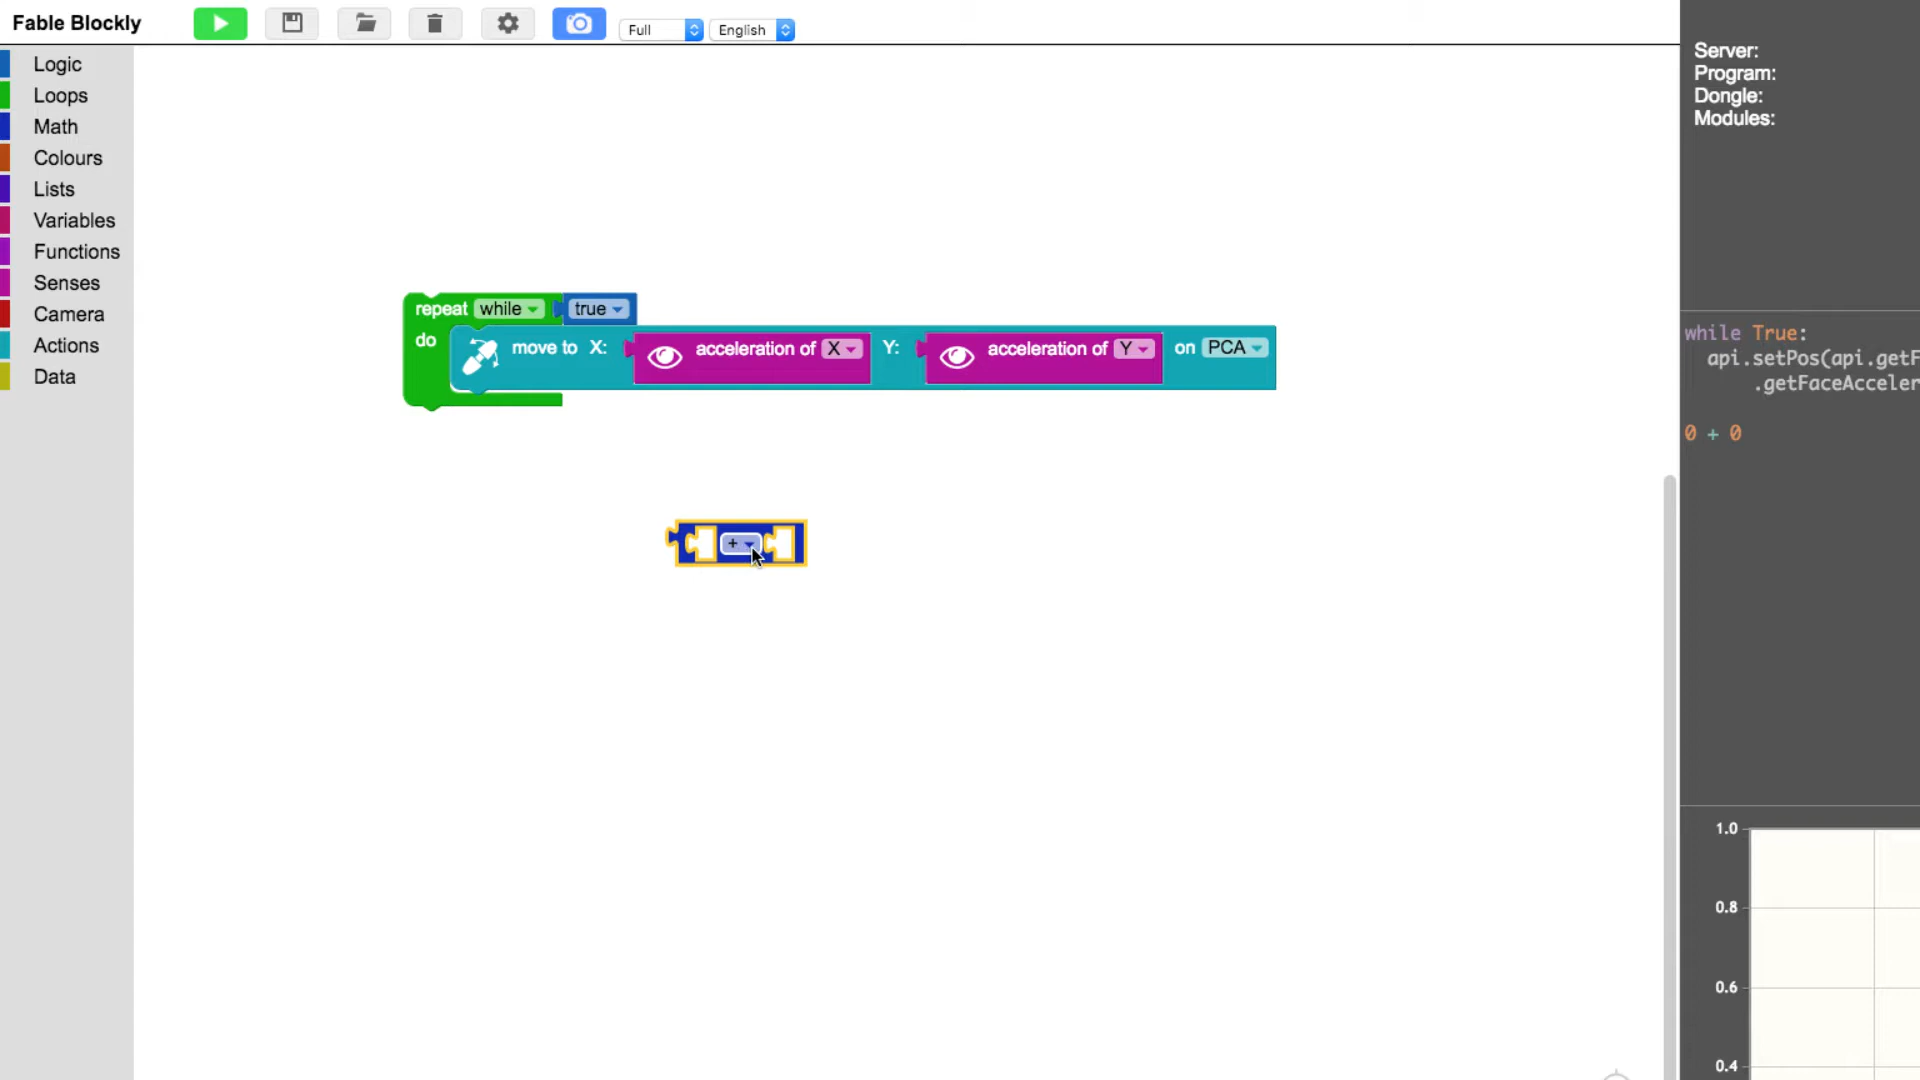 Fable Blockly
Full
English
Logic
Loops
Math
Colours
Lists
Variables
Functions
Senses
Camera
Actions
Data
repeat while true
do move to X: acceleration of X Y: acceleration of Y on PCA
+
Server:
Program:
Dongle:
Modules:
while True:
api.setPos(api.getF
.getFaceAcceler
0 + 0
1.0
0.8
0.6
0.4